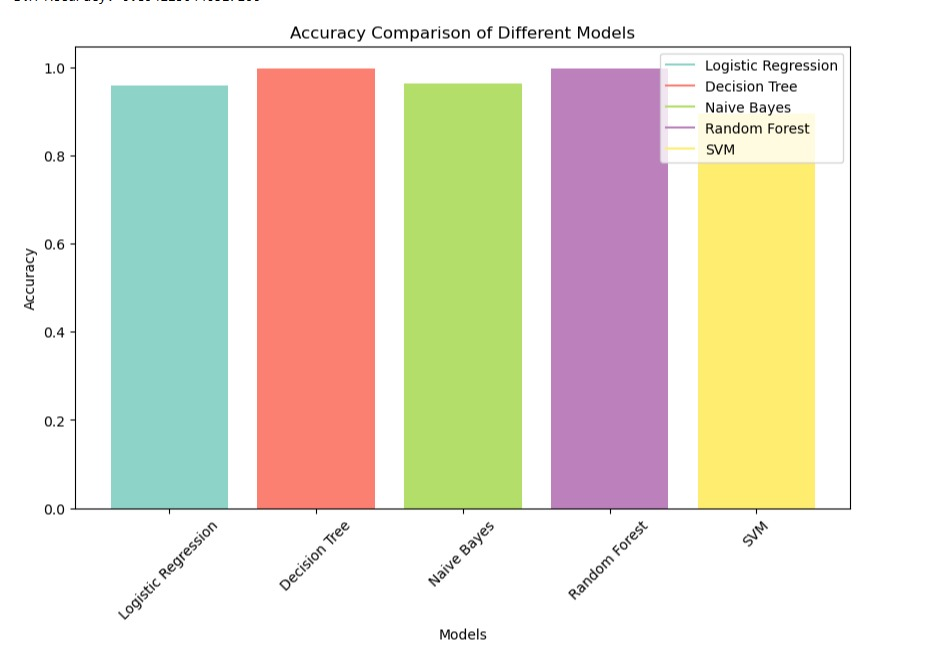 Accuracy Comparison of Different Models
1.0
0.8
0.6
0.4
0.2
0.0
Accuracy
Logistic Regression
Decision Tree
Naive Bayes
Random Forest
SVM
Logistic Regression
Decision Tree
Naive Bayes
Random Forest
SVM
Models